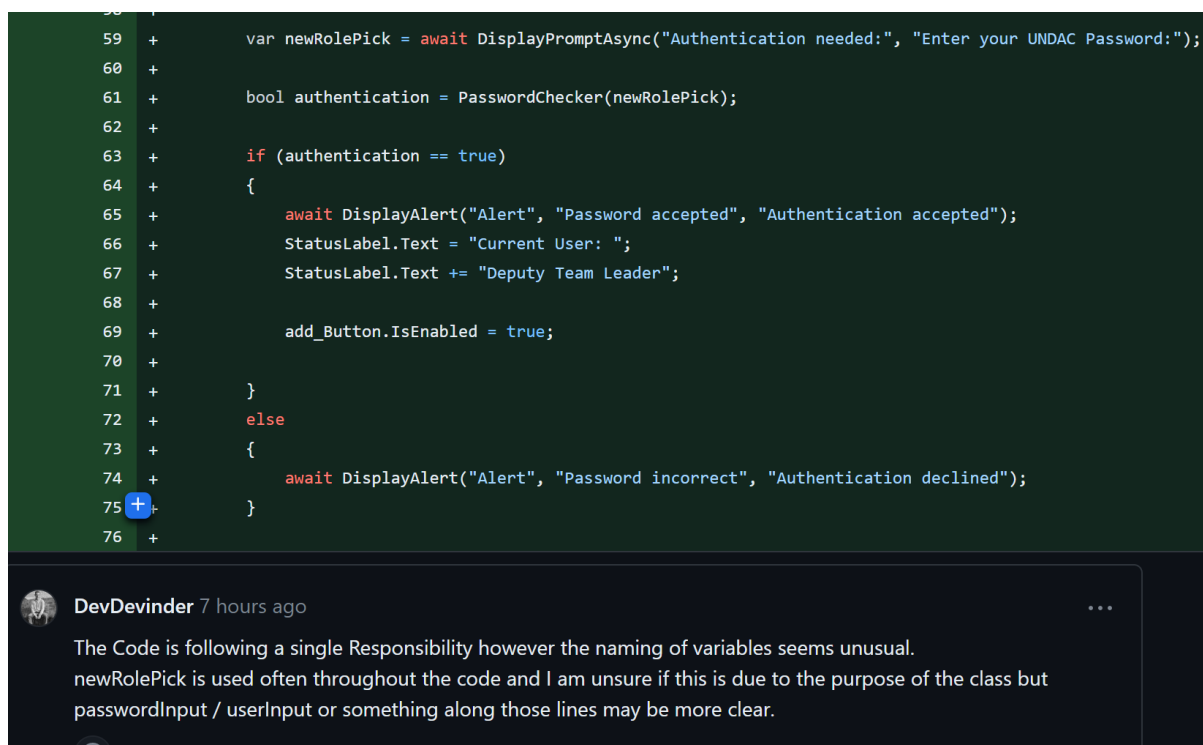 59 + var newRolePick = await DisplayPromptAsync("Authentication needed:", "Enter your UNDAC Password:");
60 +
61 + bool authentication = PasswordChecker(newRolePick);
62 +
63 + if (authentication == true)
64 + {
65 + await DisplayAlert("Alert", "Password accepted", "Authentication accepted");
66 + StatusLabel.Text = "Current User: ";
67 + StatusLabel.Text += "Deputy Team Leader";
68 +
69 + add_Button.IsEnabled = true;
70 +
71 + }
72 + else
73 + {
74 + await DisplayAlert("Alert", "Password incorrect", "Authentication declined");
75 + }
76 +
DevDevinder 7 hours ago ...
The Code is following a single Responsibility however the naming of variables seems unusual.
newRolePick is used often throughout the code and I am unsure if this is due to the purpose of the class but
passwordInput / userInput or something along those lines may be more clear.